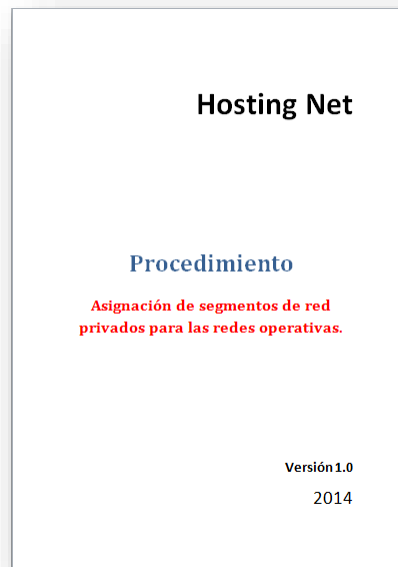 Hosting Net
Procedimiento
Asignación de segmentos de red
privados para las redes operativas.
Versión 1.0
2014